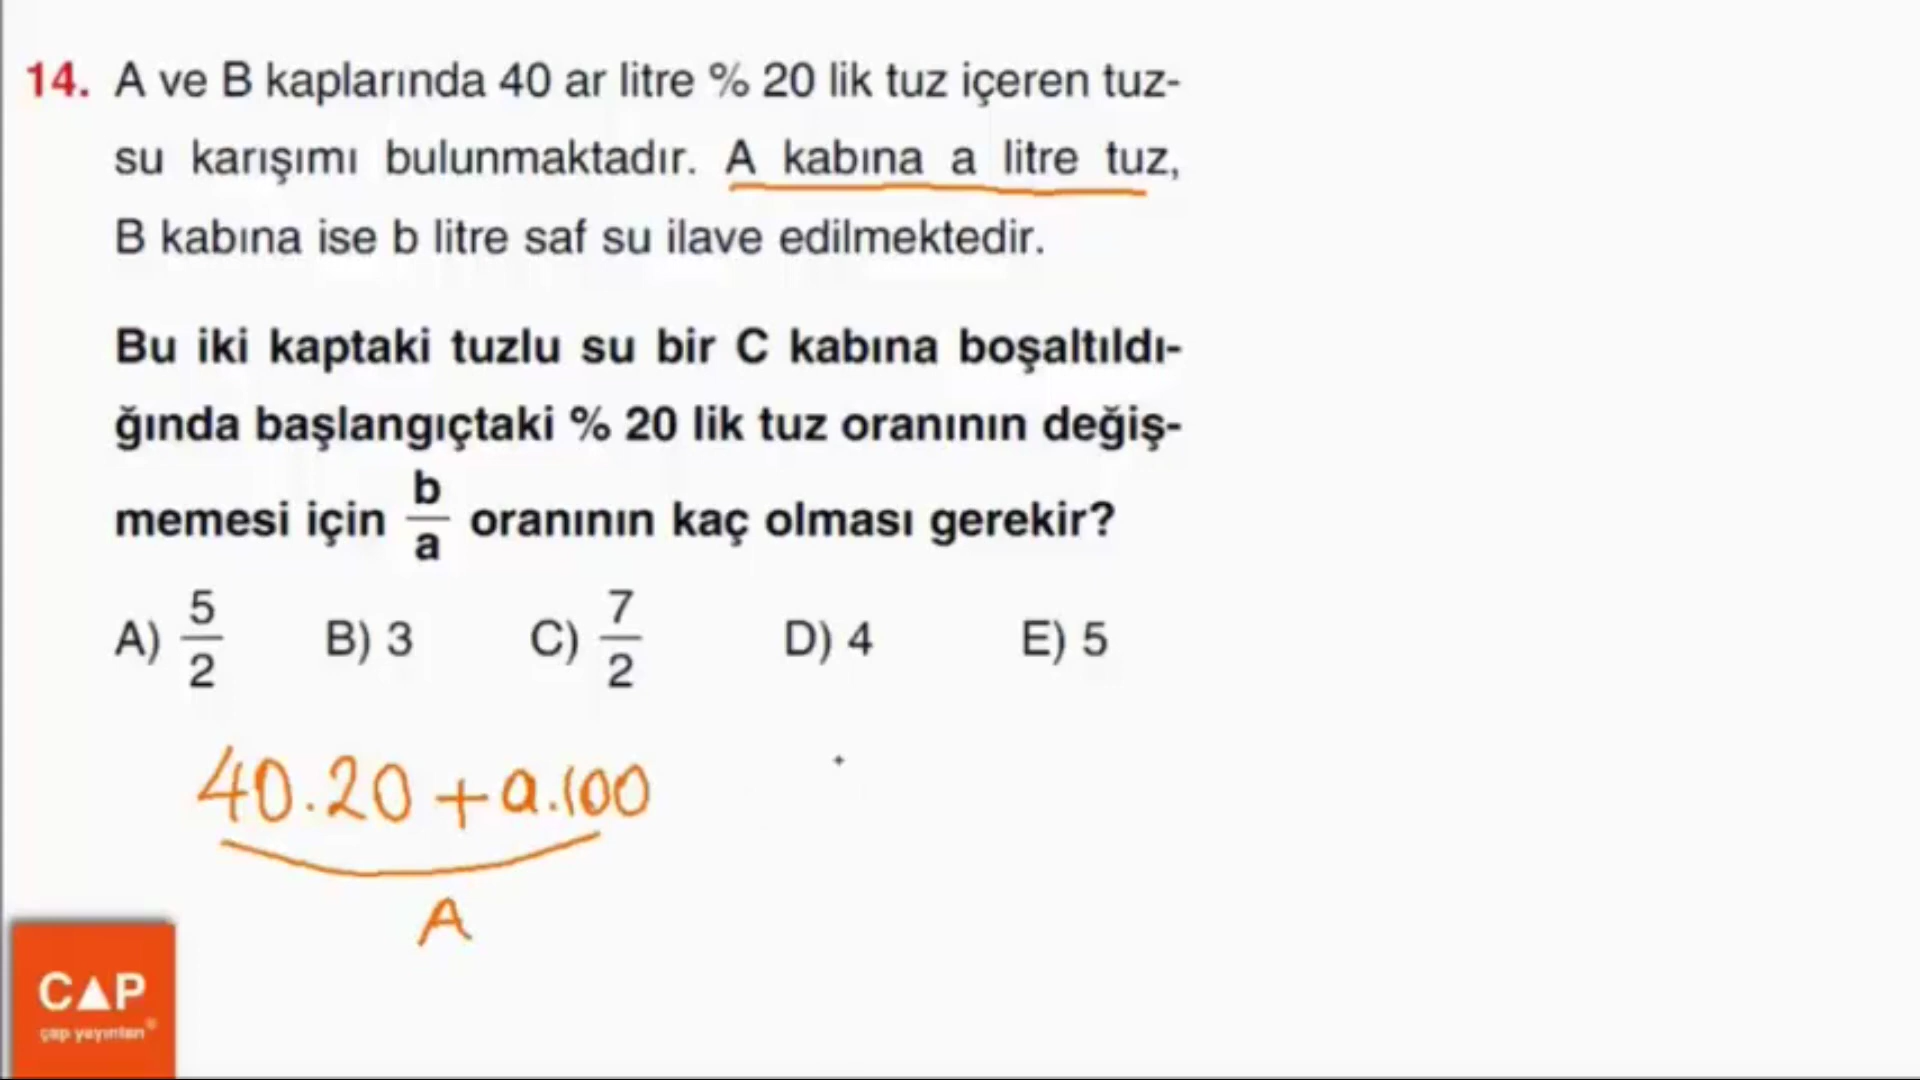 14. A ve B kaplarında 40 ar litre % 20 lik tuz içeren tuz-
su karışımı bulunmaktadır. A kabına a litre tuz,
B kabına ise b litre saf su ilave edilmektedir.
Bu iki kaptaki tuzlu su bir C kabına boşaltıldı-
ğında başlangıçtaki % 20 lik tuz oranının değiş-
memesi için b/a oranının kaç olması gerekir?
A) 5/2 B) 3 C) 7/2 D) 4 E) 5
40.20 + a.100
A
CAP
çap yayınları®